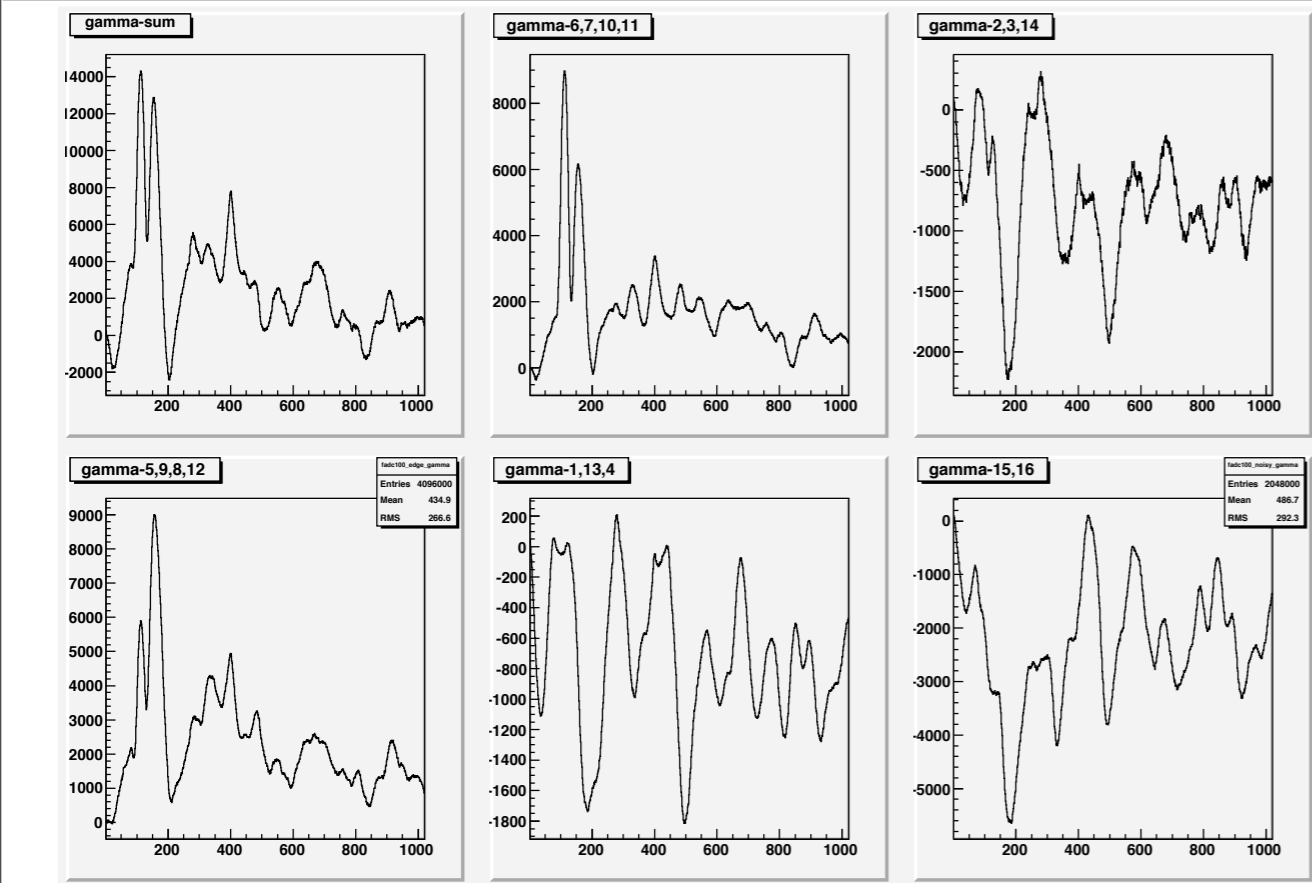 gamma-sum
14000
12000
10000
8000
6000
4000
2000
0
-2000
200 400 600 800 1000
gamma-6,7,10,11
8000
6000
4000
2000
0
200 400 600 800 1000
gamma-2,3,14
0
-500
-1000
-1500
-2000
200 400 600 800 1000
gamma-5,9,8,12
fadc100_edge_gamma
Entries 4096000
Mean 434.9
RMS 266.6
9000
8000
7000
6000
5000
4000
3000
2000
1000
0
200 400 600 800 1000
gamma-1,13,4
200
0
-200
-400
-600
-800
-1000
-1200
-1400
-1600
-1800
200 400 600 800 1000
gamma-15,16
fadc100_noisy_gamma
Entries 2048000
Mean 486.7
RMS 292.3
0
-1000
-2000
-3000
-4000
-5000
200 400 600 800 1000